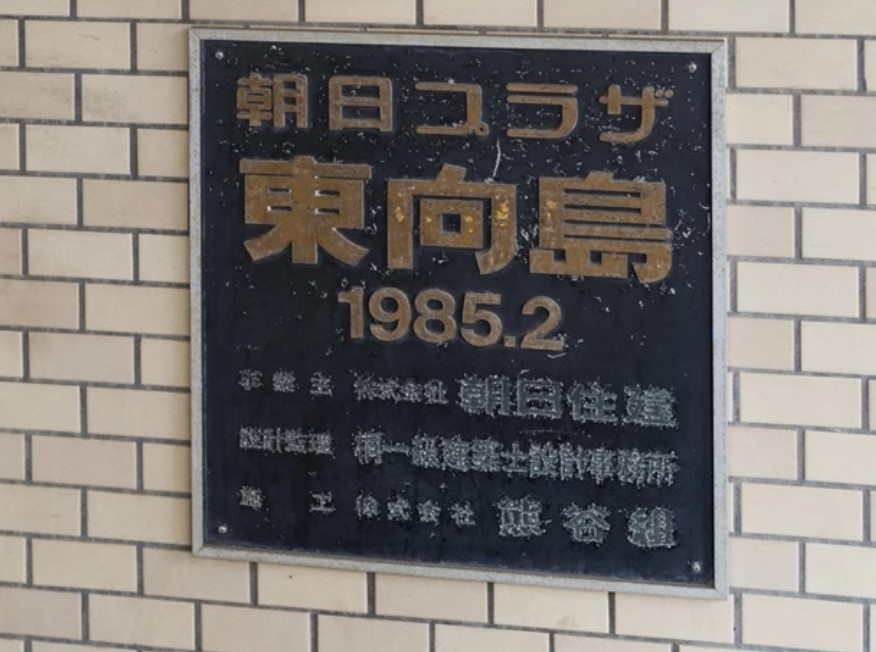 朝日プラザ
東向島
1985.2
事業主 株式会社 朝日住建
設計監理 一級建築士 事務所
施工 株式会社 熊谷組